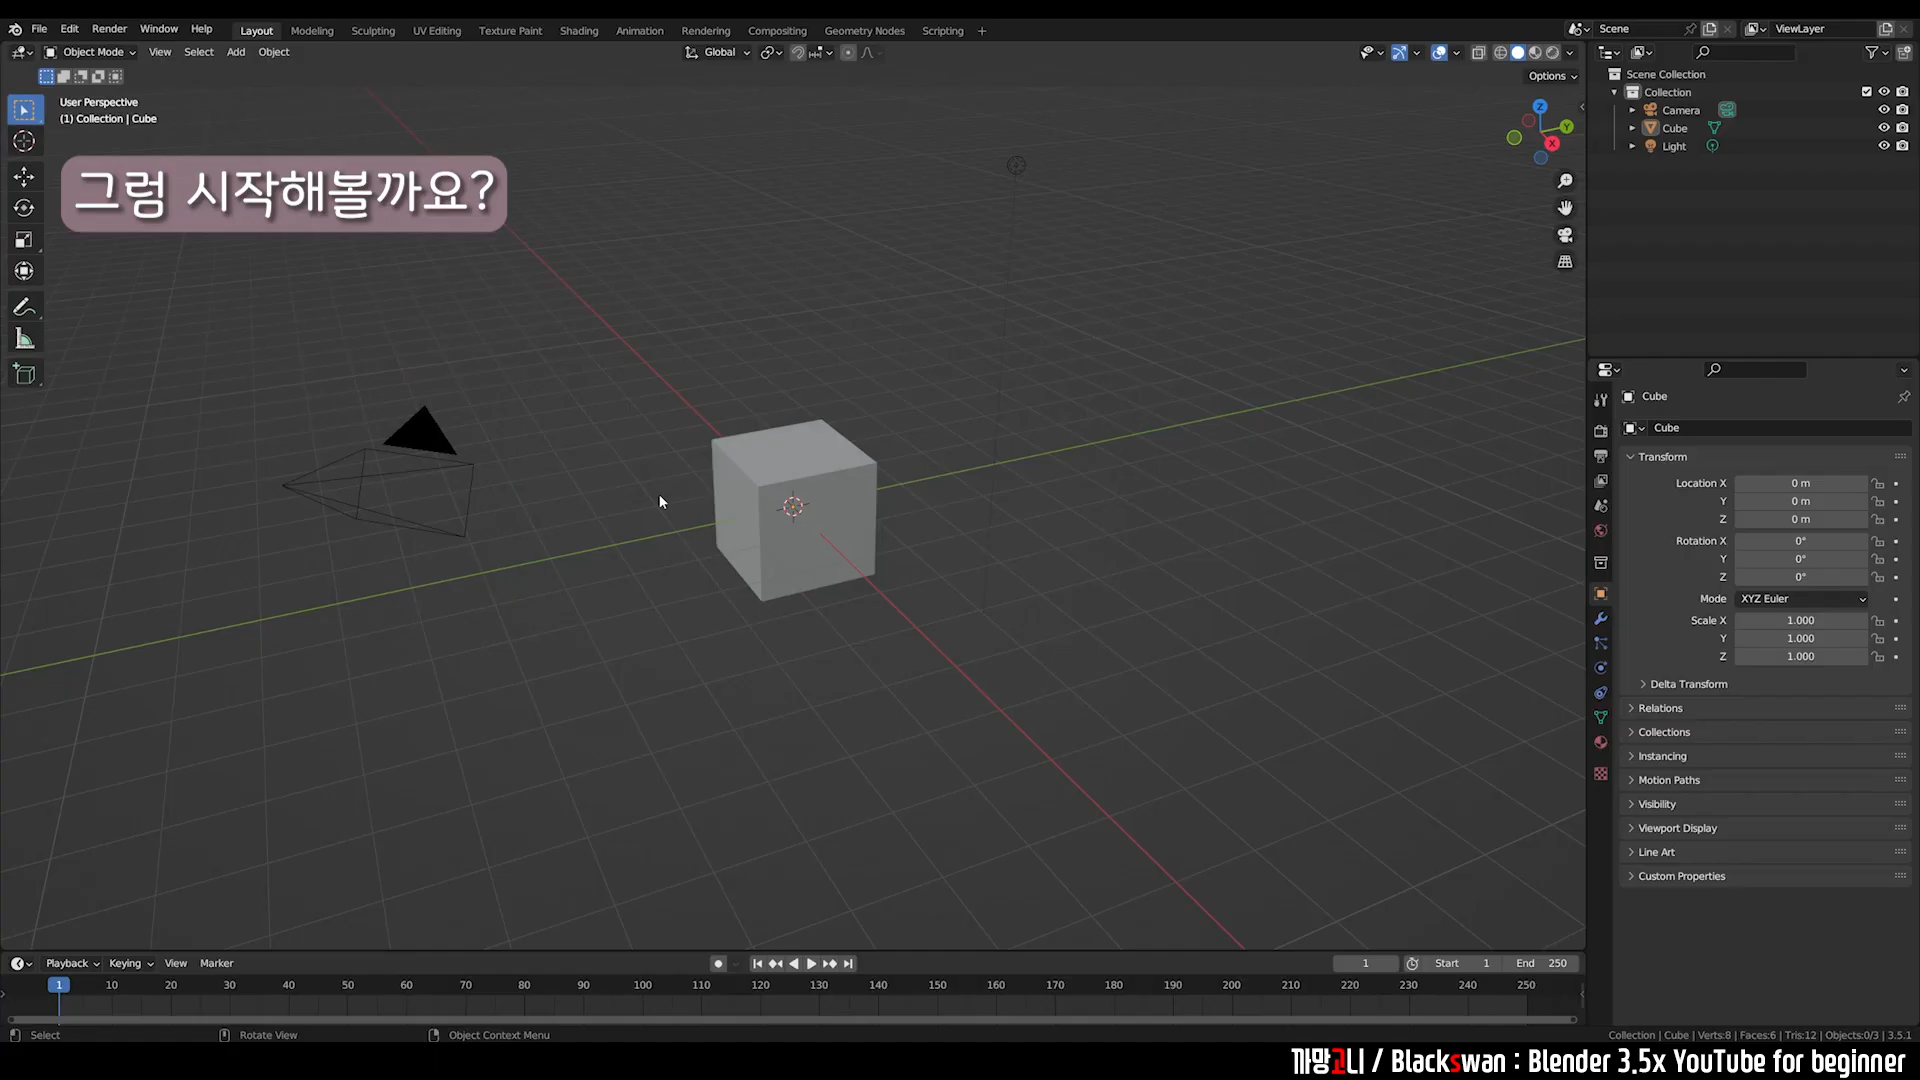 File Edit Render Window Help Layout Modeling Sculpting UV Editing Texture Paint Shading Animation Rendering Compositing Geometry Nodes Scripting + Scene ViewLayer
Object Mode View Select Add Object Global
Options
User Perspective
(1) Collection | Cube
Z
Y
X
그럼 시작해볼까요?
Scene Collection
Collection
Camera
Cube
Light
Cube
Cube
Transform
Location X 0 m
Y 0 m
Z 0 m
Rotation X 0°
Y 0°
Z 0°
Mode XYZ Euler
Scale X 1.000
Y 1.000
Z 1.000
Delta Transform
Relations
Collections
Instancing
Motion Paths
Visibility
Viewport Display
Line Art
Custom Properties
Playback Keying View Marker 1 Start 1 End 250
1 10 20 30 40 50 60 70 80 90 100 110 120 130 140 150 160 170 180 190 200 210 220 230 240 250
Select Rotate View Object Context Menu Collection | Cube | Verts:8 | Faces:6 | Tris:12 | Objects:0/3 | 3.5.1
까망고니 / Blackswan : Blender 3.5x YouTube for beginner